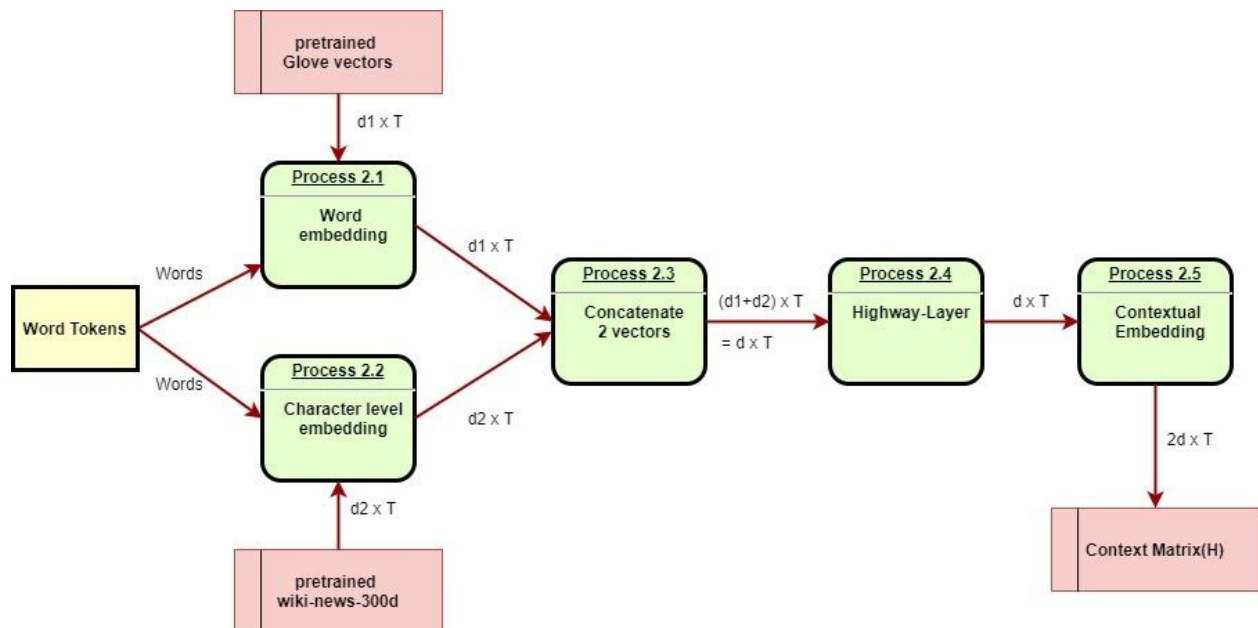 pretrained
Glove vectors
d1 x T
Process 2.1
Word
embedding
d1 x T
Words
Word Tokens
Words
Process 2.2
Character level
embedding
d2 x T
d2 x T
pretrained
wiki-news-300d
Process 2.3
Concatenate
2 vectors
(d1+d2) x T
= d x T
Process 2.4
Highway-Layer
d x T
Process 2.5
Contextual
Embedding
2d x T
Context Matrix(H)